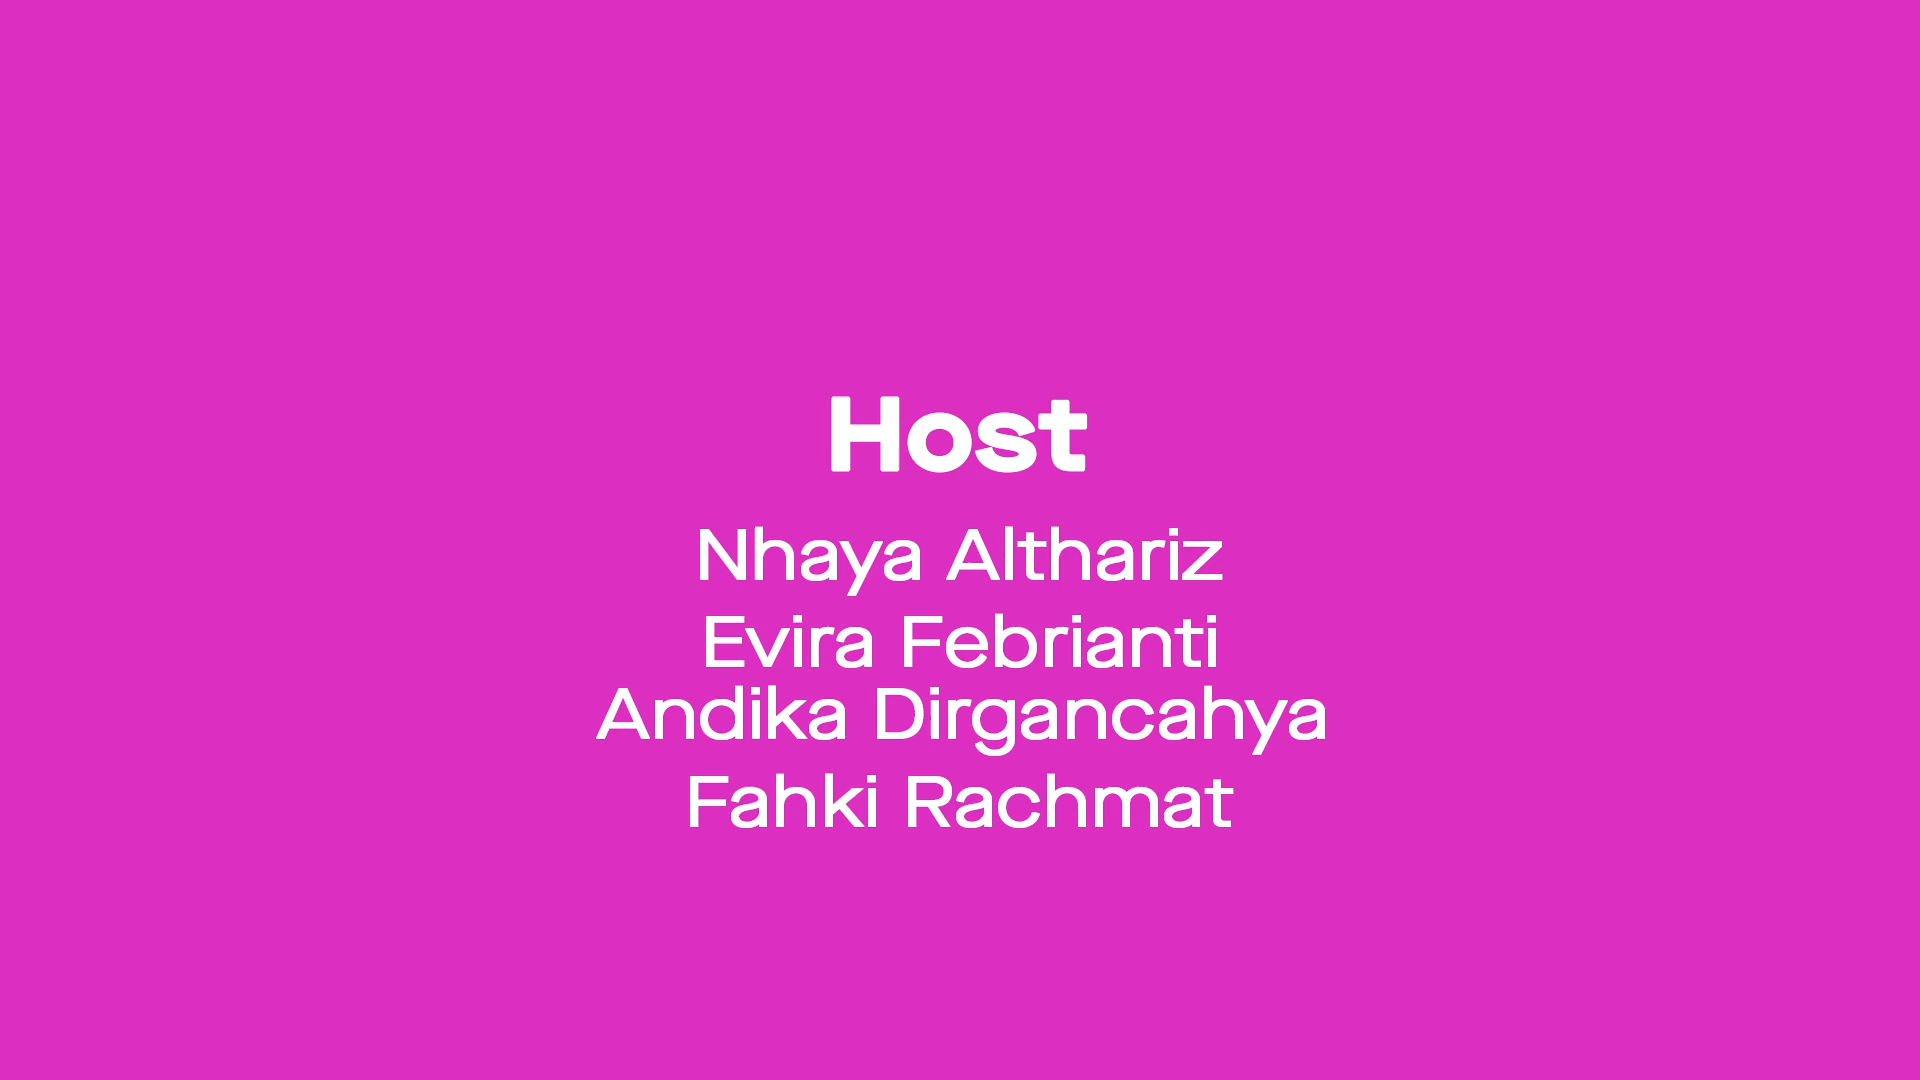 Host
Nhaya Althariz
Evira Febrianti
Andika Dirgancahya
Fahki Rachmat